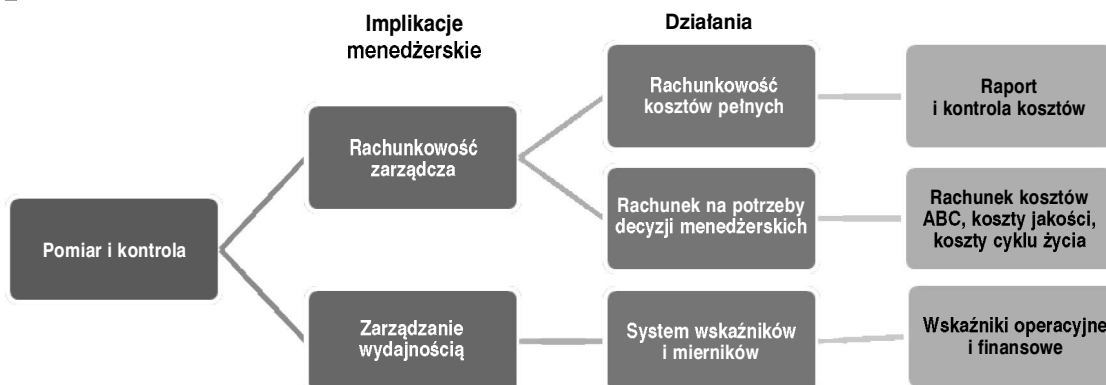 Implikacje
menedżerskie
Działania
Pomiar i kontrola
Rachunkowość
zarządcza
Zarządzanie
wydajnością
Rachunkowość
kosztów pełnych
Rachunek na potrzeby
decyzji menedżerskich
System wskaźników
i mierników
Raport
i kontrola kosztów
Rachunek kosztów
ABC, koszty jakości,
koszty cyklu życia
Wskaźniki operacyjne
i finansowe